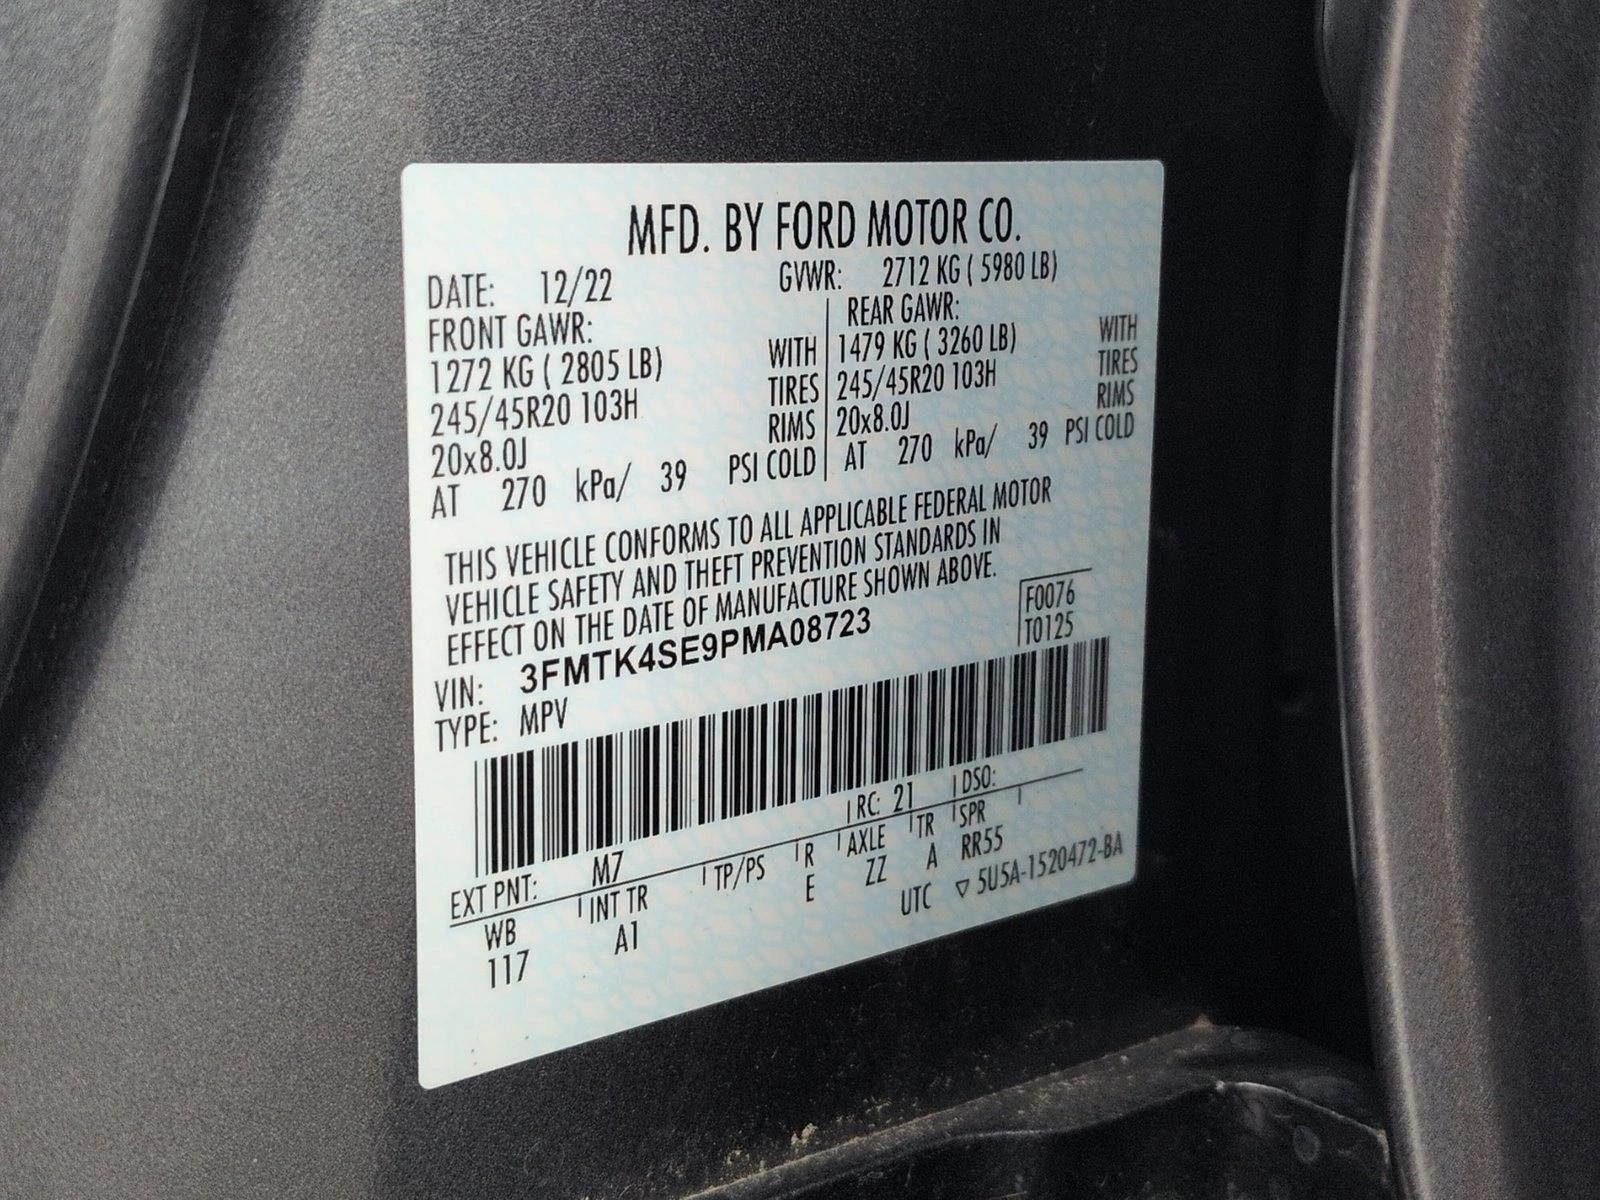 MFD. BY FORD MOTOR CO.
DATE: 12/22 GVWR: 2712 KG ( 5980 LB)
FRONT GAWR: REAR GAWR:
1272 KG ( 2805 LB) WITH 1479 KG ( 3260 LB) WITH
245/45R20 103H TIRES 245/45R20 103H TIRES
20x8.0J RIMS 20x8.0J RIMS
AT 270 kPa/ 39 PSI COLD AT 270 kPa/ 39 PSI COLD
THIS VEHICLE CONFORMS TO ALL APPLICABLE FEDERAL MOTOR
VEHICLE SAFETY AND THEFT PREVENTION STANDARDS IN
EFFECT ON THE DATE OF MANUFACTURE SHOWN ABOVE.
F0076
T0125
VIN: 3FMTK4SE9PMA08723
TYPE: MPV
EXT PNT: M7 RC: 21 DSO:
WB INT TR TP/PS R AXLE TR SPR
117 A1 E ZZ A RR55
UTC ▽ 5U5A-1520472-BA